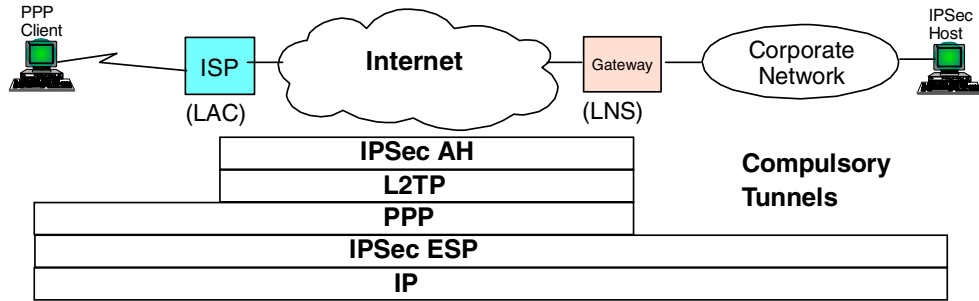 PPP
Client
IPSec
Host
ISP
Internet
Gateway
Corporate
Network
(LAC)
(LNS)
IPSec AH
L2TP
PPP
IPSec ESP
IP
Compulsory
Tunnels